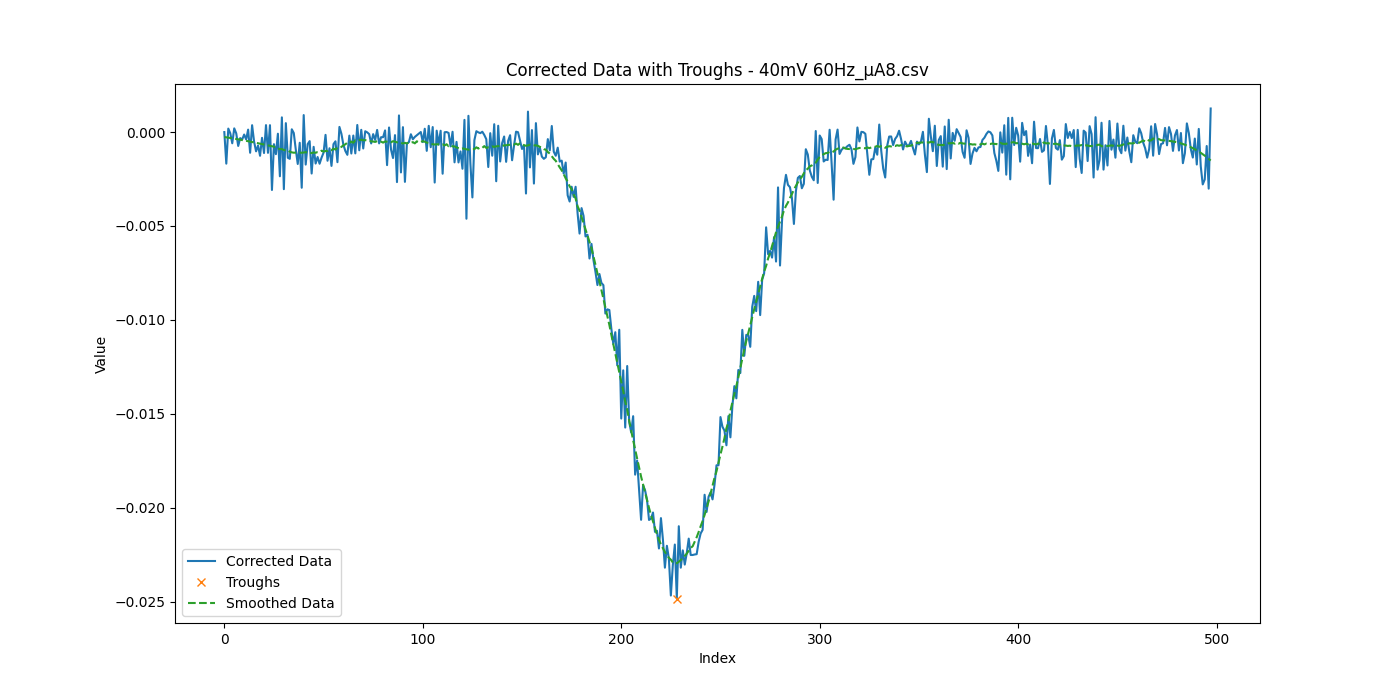 Corrected Data with Troughs - 40mV 60Hz_μA8.csv
0.000
−0.005
−0.010
−0.015
−0.020
−0.025
Value
Corrected Data
Troughs
Smoothed Data
0 100 200 300 400 500
Index